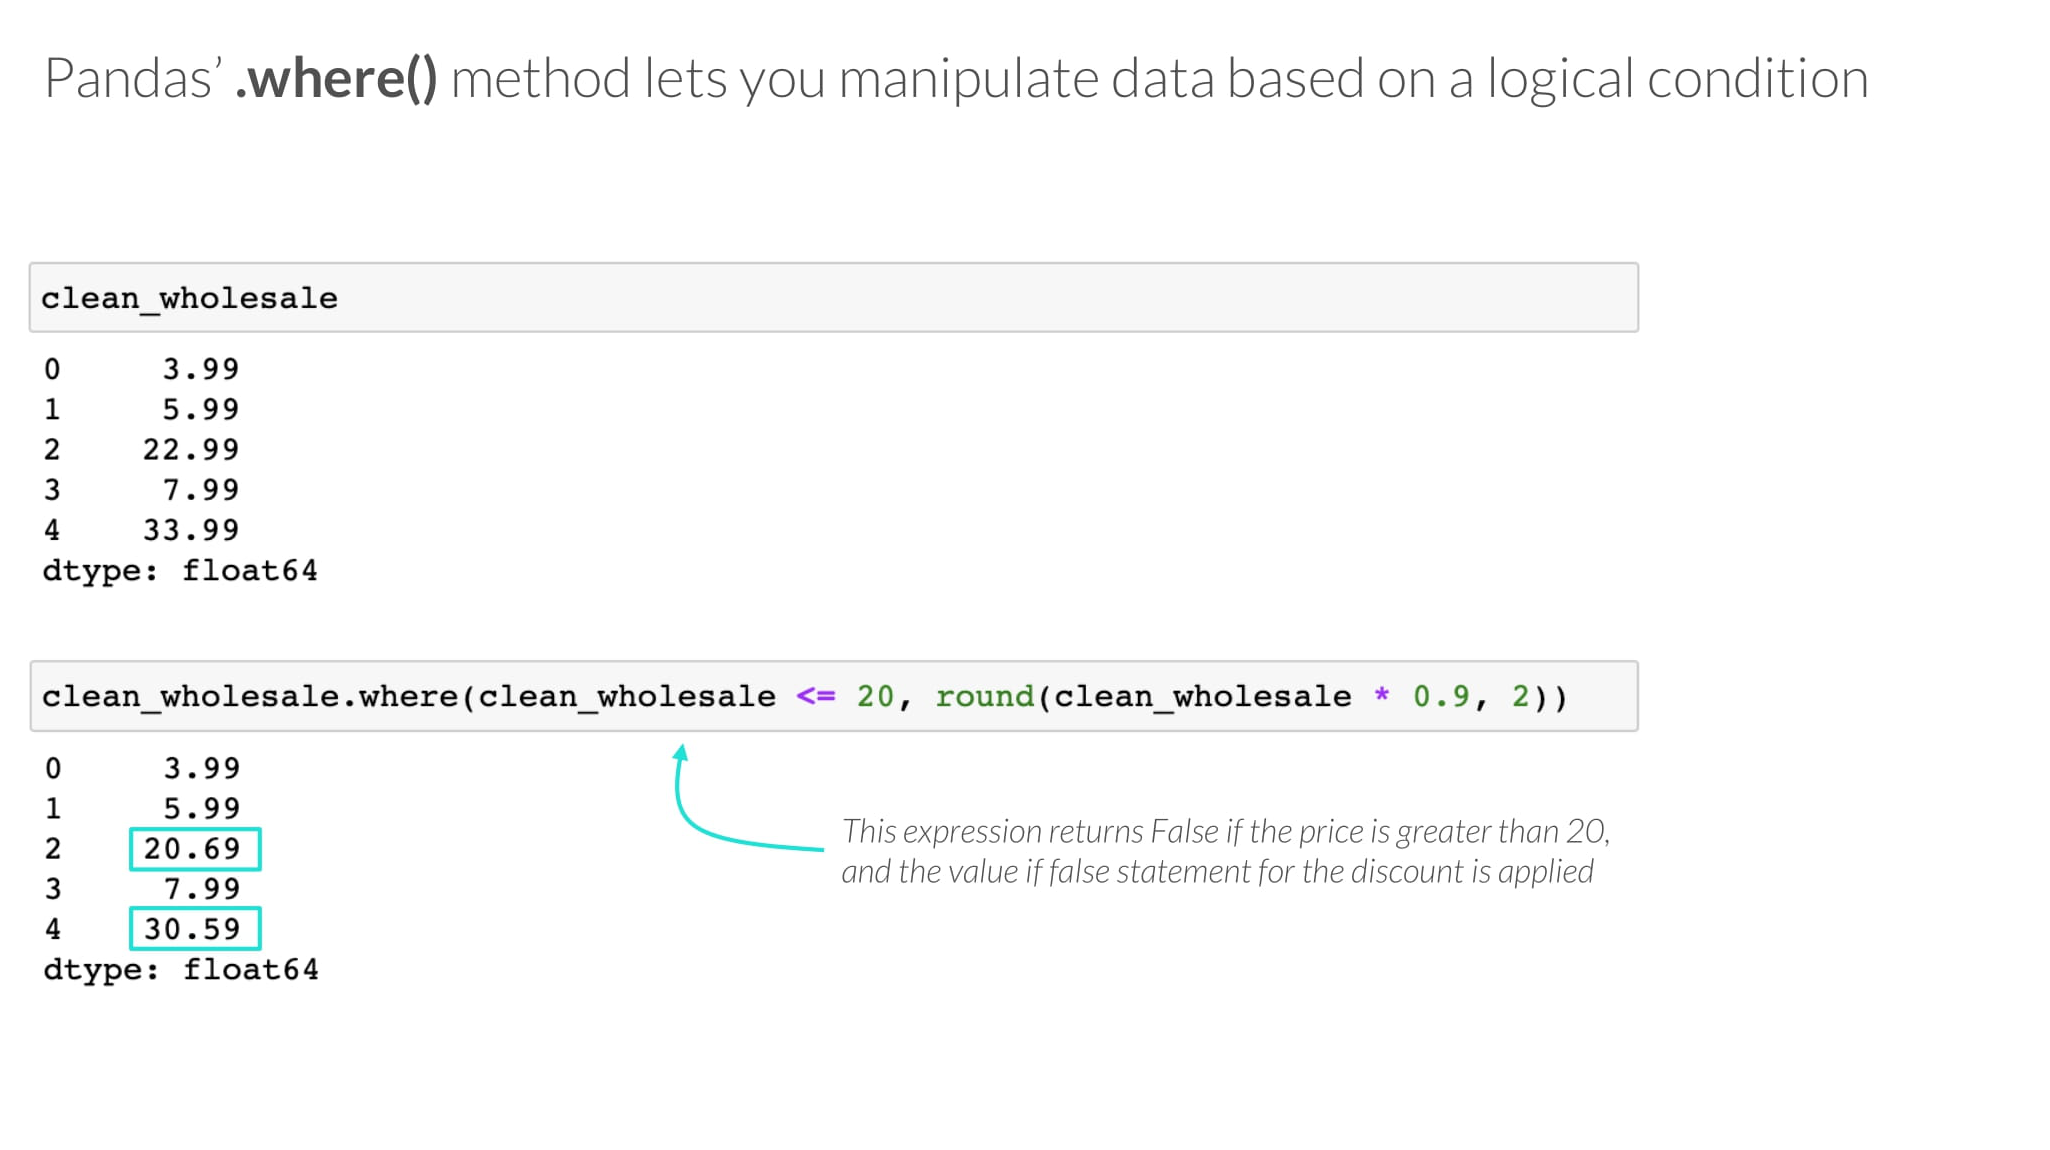 Pandas’ .where() method lets you manipulate data based on a logical condition
clean_wholesale
0 3.99
1 5.99
2 22.99
3 7.99
4 33.99
dtype: float64
clean_wholesale.where(clean_wholesale <= 20, round(clean_wholesale * 0.9, 2))
0 3.99
1 5.99
2 20.69
3 7.99
4 30.59
dtype: float64
This expression returns False if the price is greater than 20,
and the value if false statement for the discount is applied